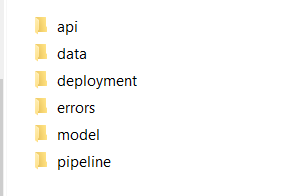 api
data
deployment
errors
model
pipeline